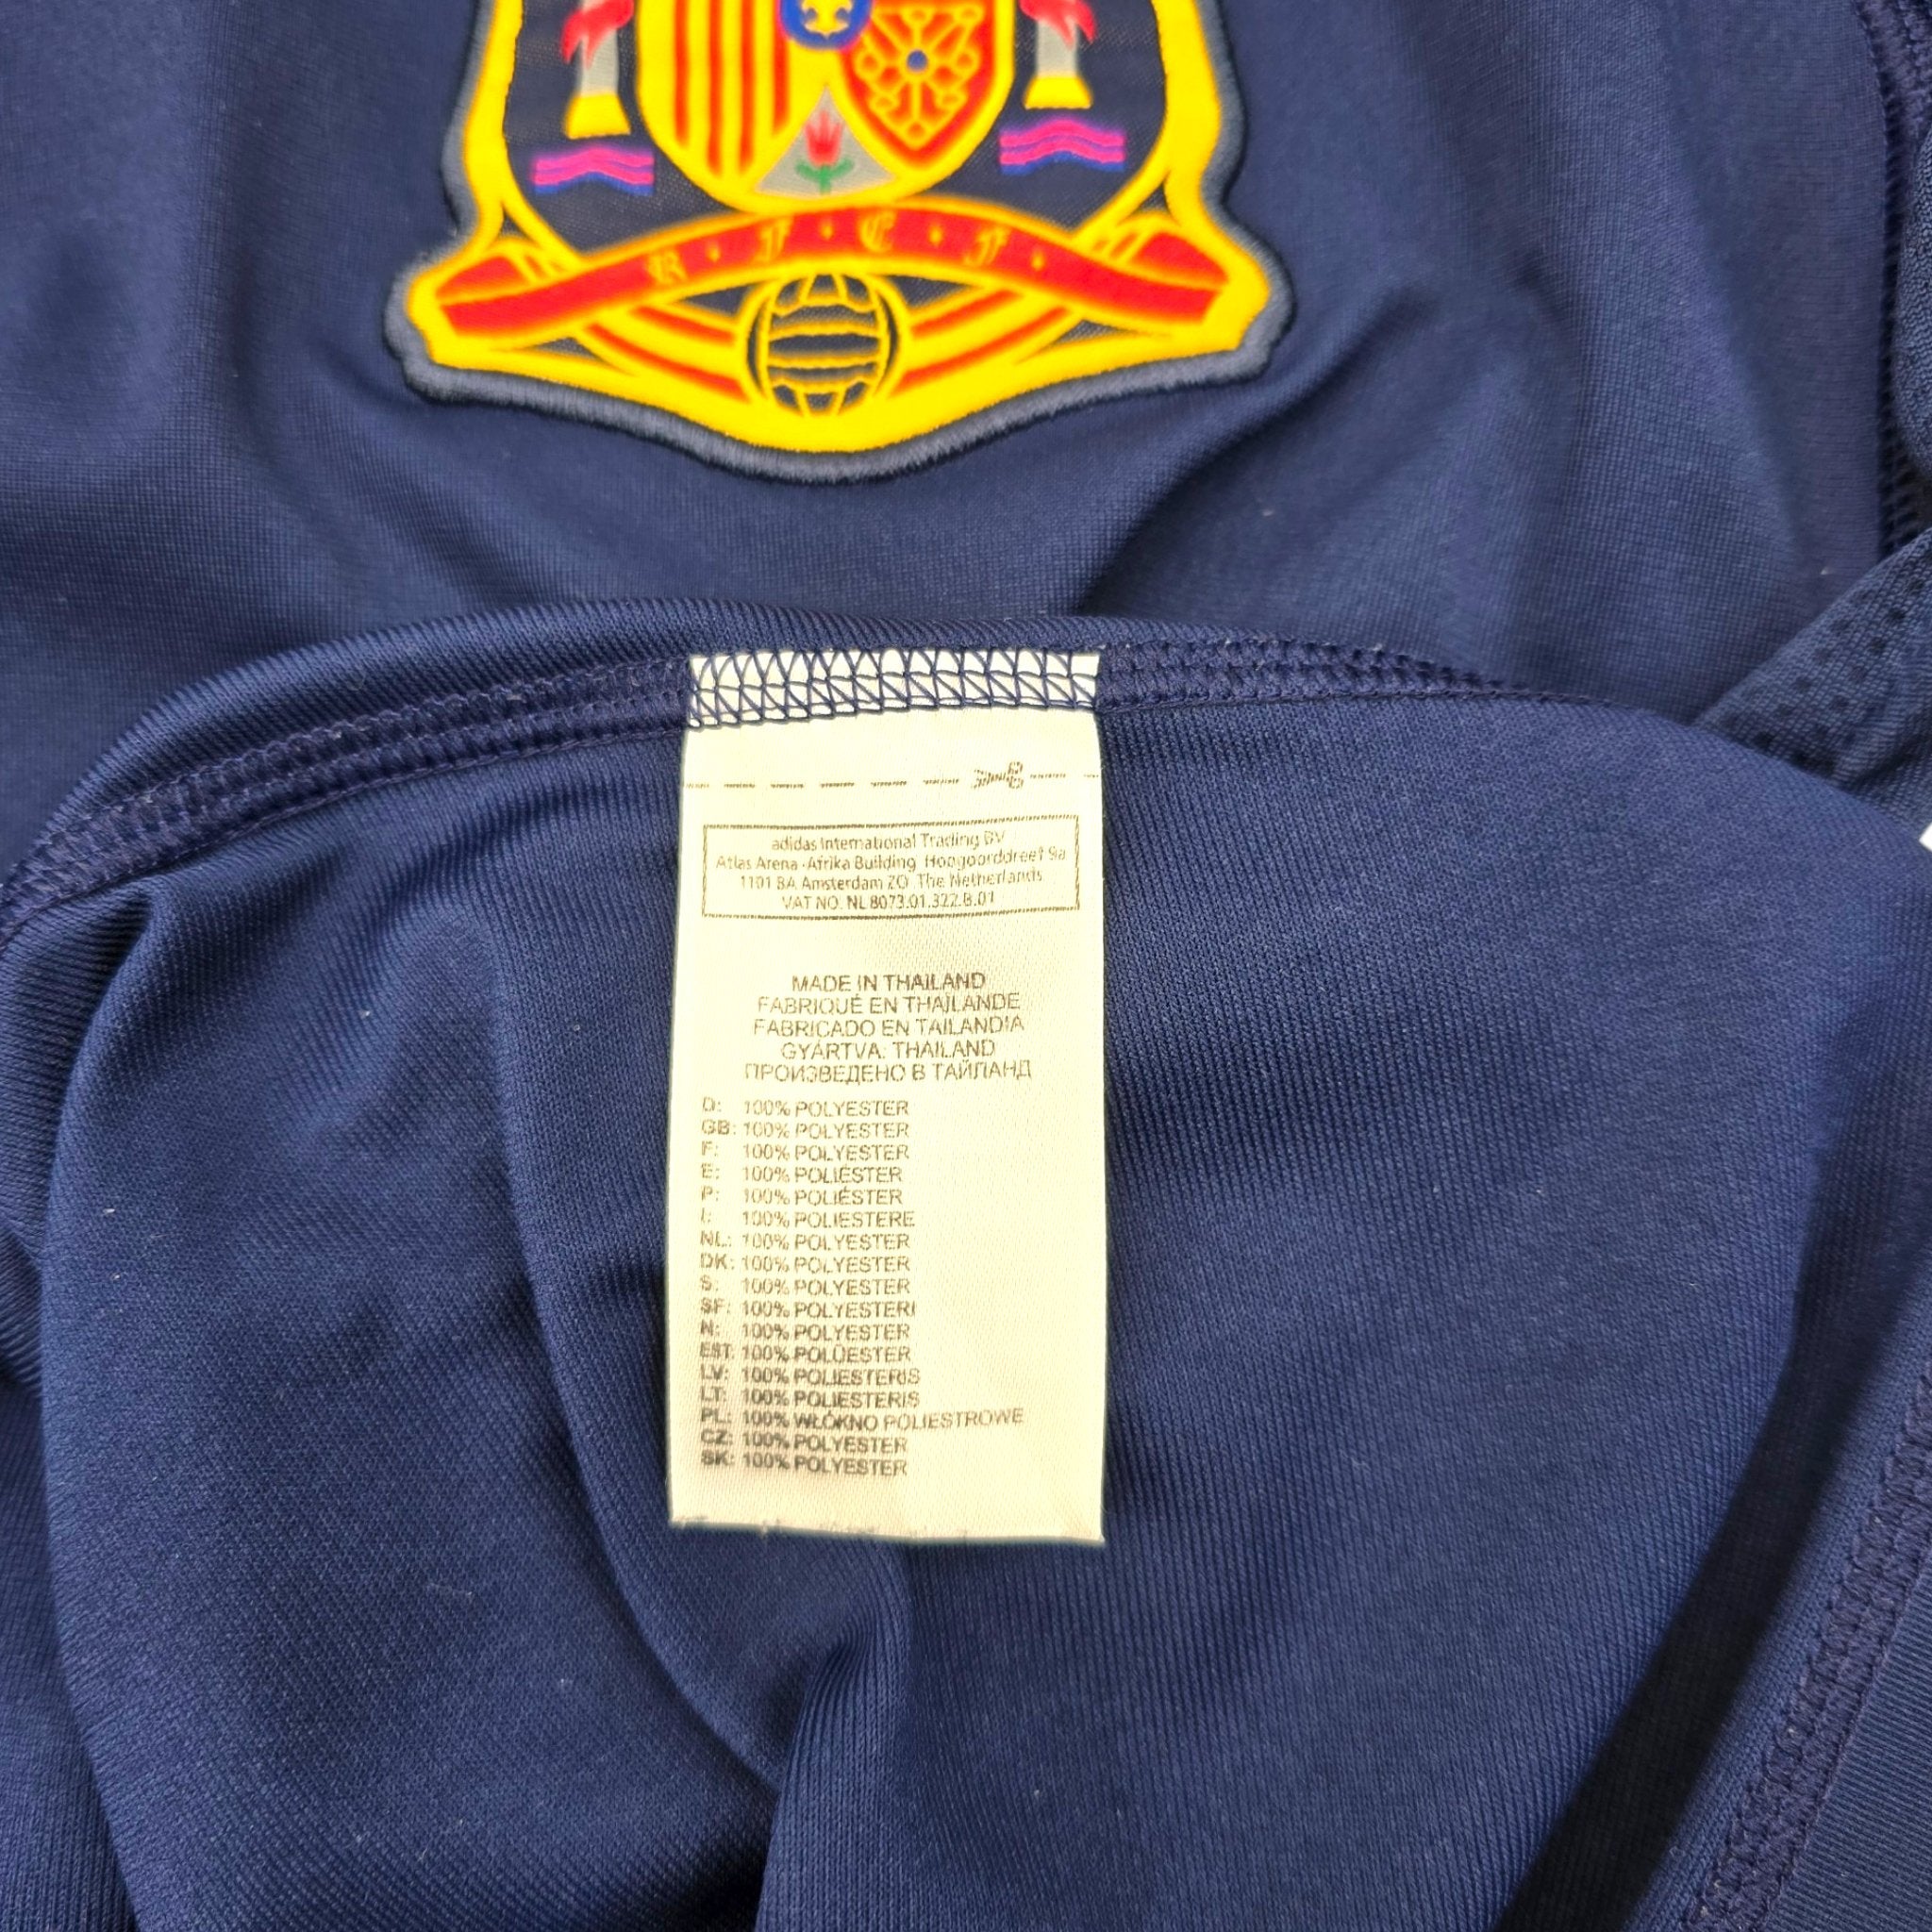 R · F · C · F ·
adidas International Trading BV
Atlas Arena - Afrika Building Hoogoorddreef 9a
1101 BA Amsterdam ZO The Netherlands
VAT NO. NL 8073.01.322.B.01
MADE IN THAILAND
FABRIQUÉ EN THAÏLANDE
FABRICADO EN TAILANDIA
GYÁRTVA: THAILAND
ПРОИЗВЕДЕНО В ТАЙЛАНД
D: 100% POLYESTER
GB: 100% POLYESTER
F: 100% POLYESTER
E: 100% POLIÉSTER
P: 100% POLIÉSTER
I: 100% POLIESTERE
NL: 100% POLYESTER
DK: 100% POLYESTER
S: 100% POLYESTER
SF: 100% POLYESTERI
N: 100% POLYESTER
EST: 100% POLÜESTER
LV: 100% POLIESTERIS
LT: 100% POLIESTERIS
PL: 100% WŁÓKNO POLIESTROWE
CZ: 100% POLYESTER
SK: 100% POLYESTER